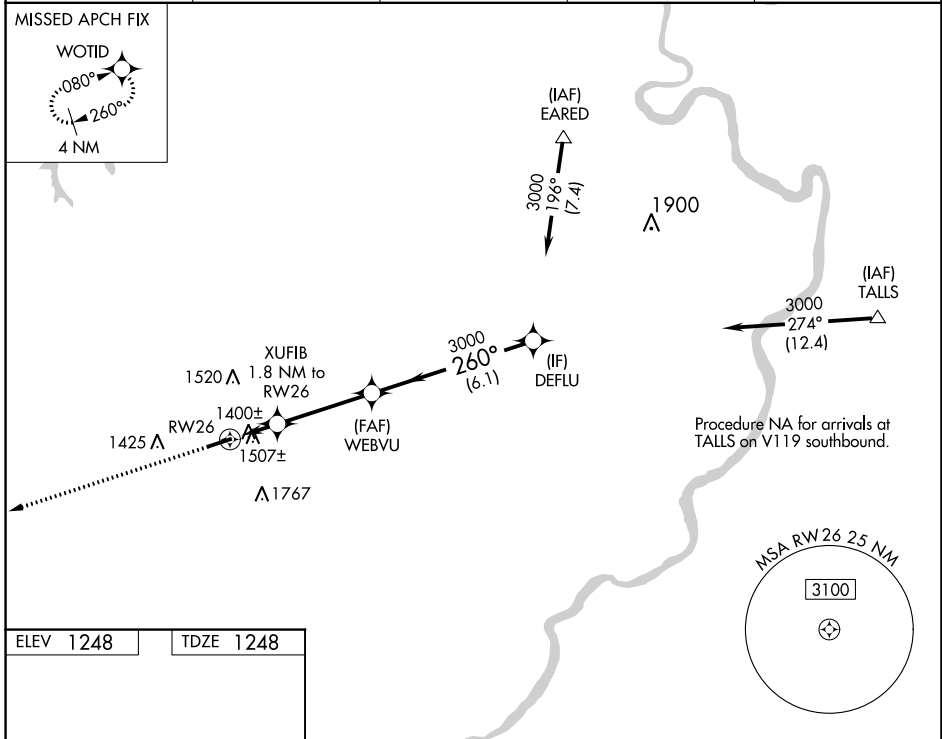 MISSED APCH FIX
WOTID
080°
260°
4 NM
(IAF)
EARED
3000
196°
(7.4)
1900
(IAF)
TALLS
3000
274°
(12.4)
3000
260°
(6.1)
(IF)
DEFLU
XUFIB
1.8 NM to
RW26
1520
1400±
RW26
1425
1507±
(FAF)
WEBVU
1767
Procedure NA for arrivals at
TALLS on V119 southbound.
MSA RW26 25 NM
3100
ELEV 1248
TDZE 1248